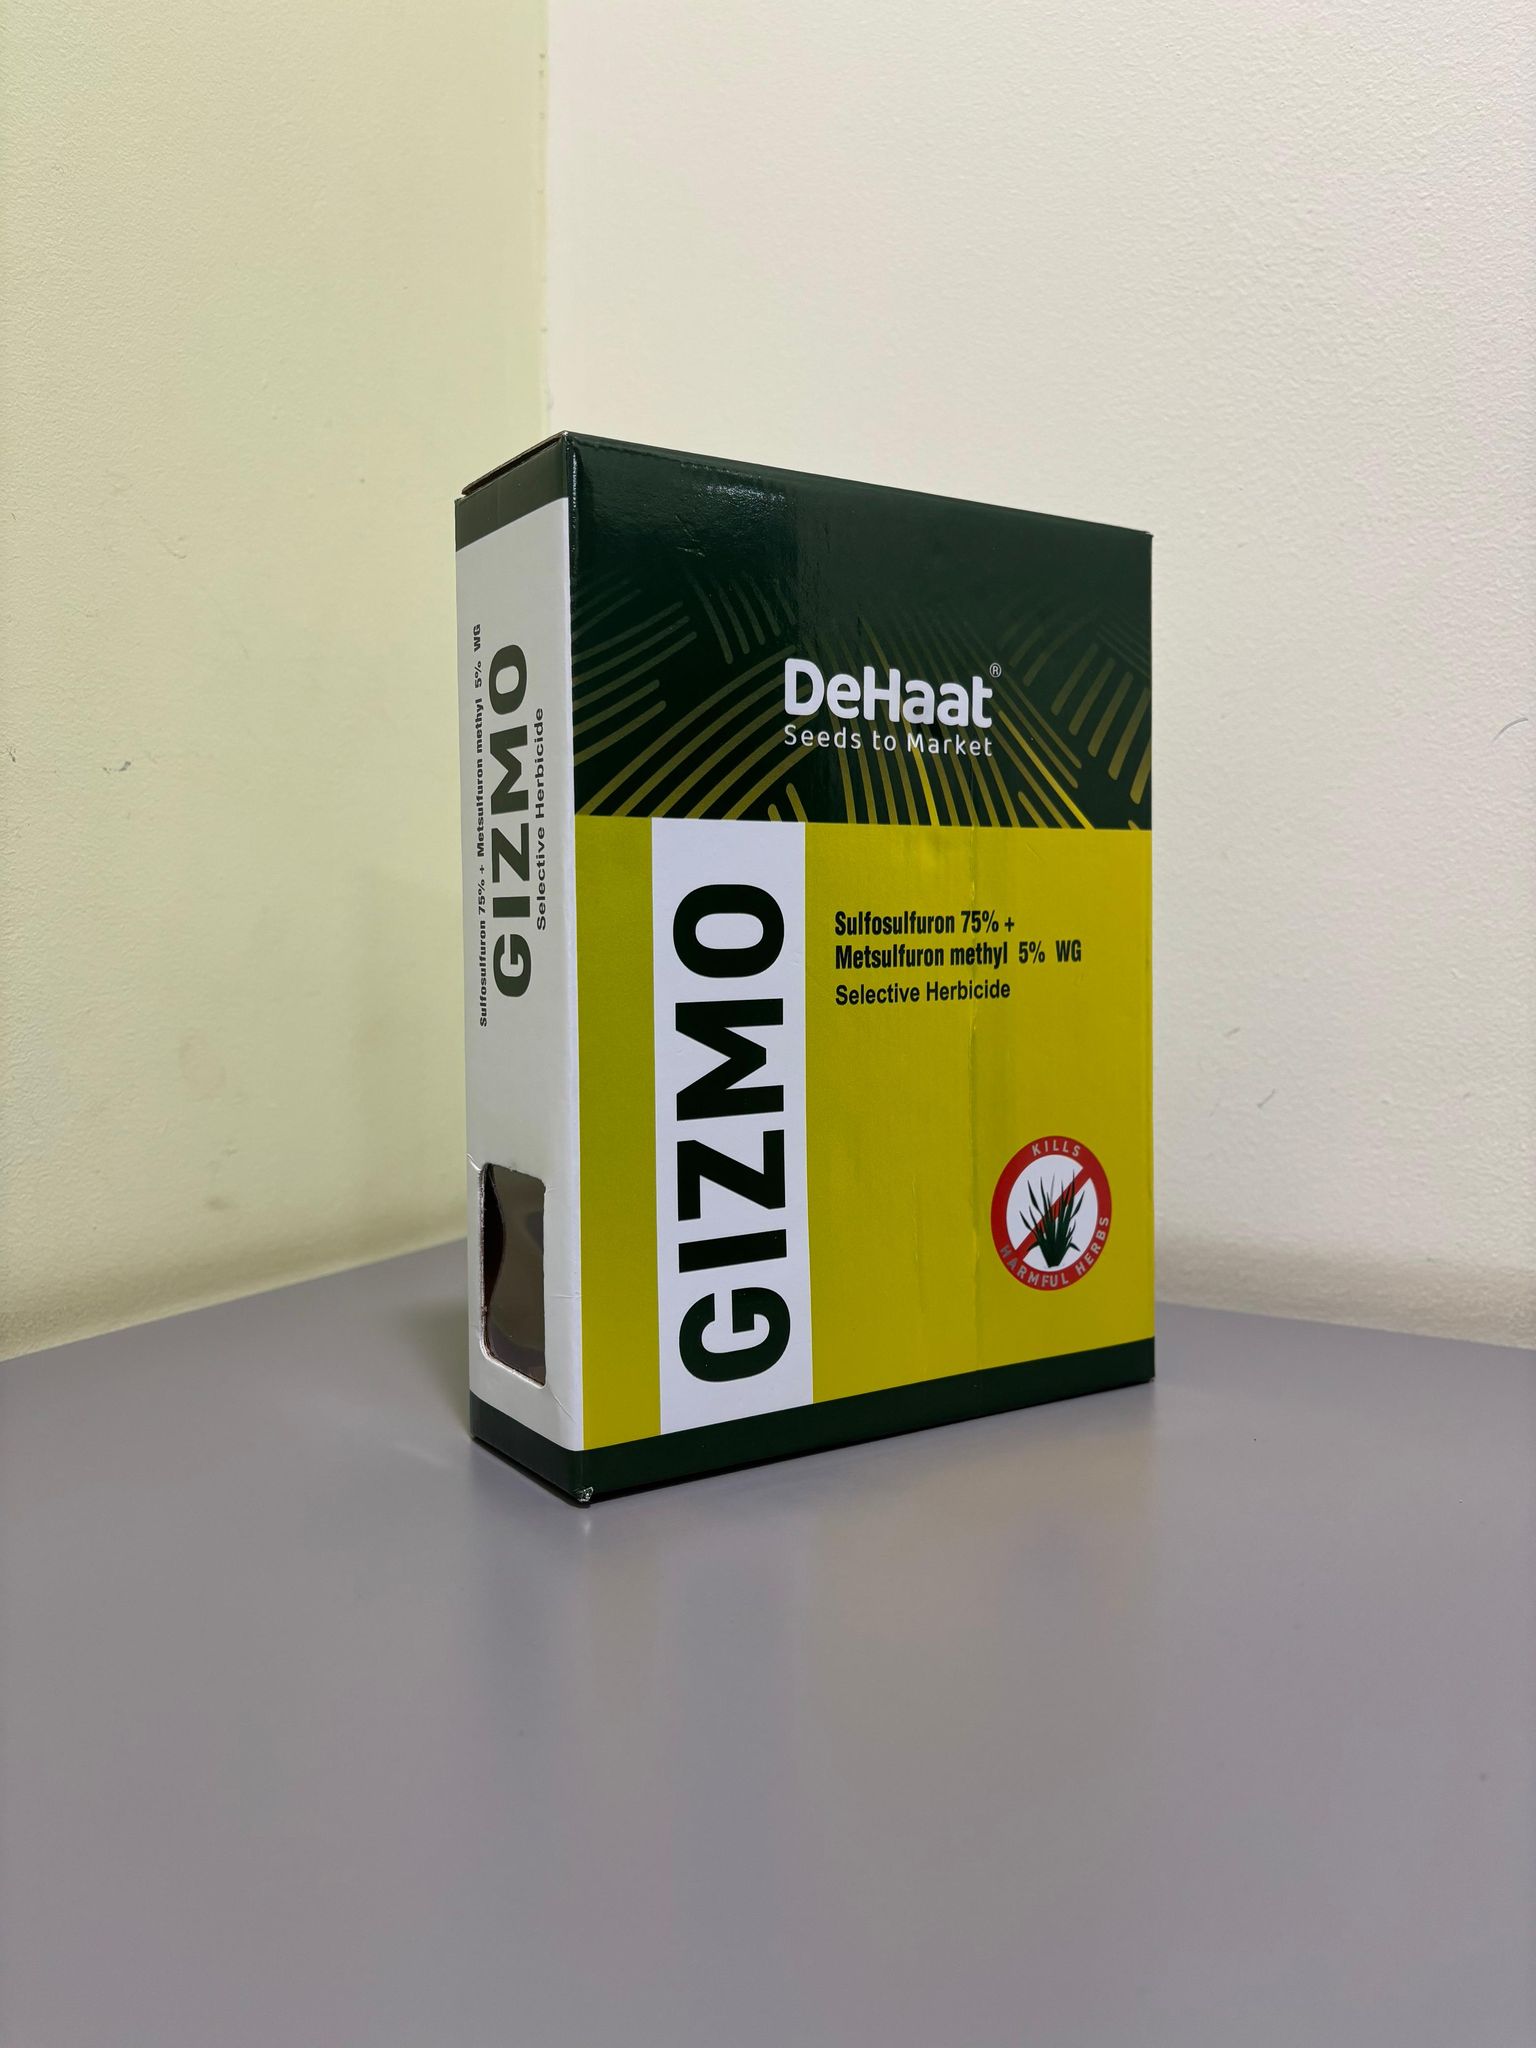 Sulfosulfuron 75% + Metsulfuron methyl 5% WG
GIZMO
Selective Herbicide
DeHaat®
Seeds to Market
GIZMO
Sulfosulfuron 75% +
Metsulfuron methyl 5% WG
Selective Herbicide
KILLS
HARMFUL HERBS